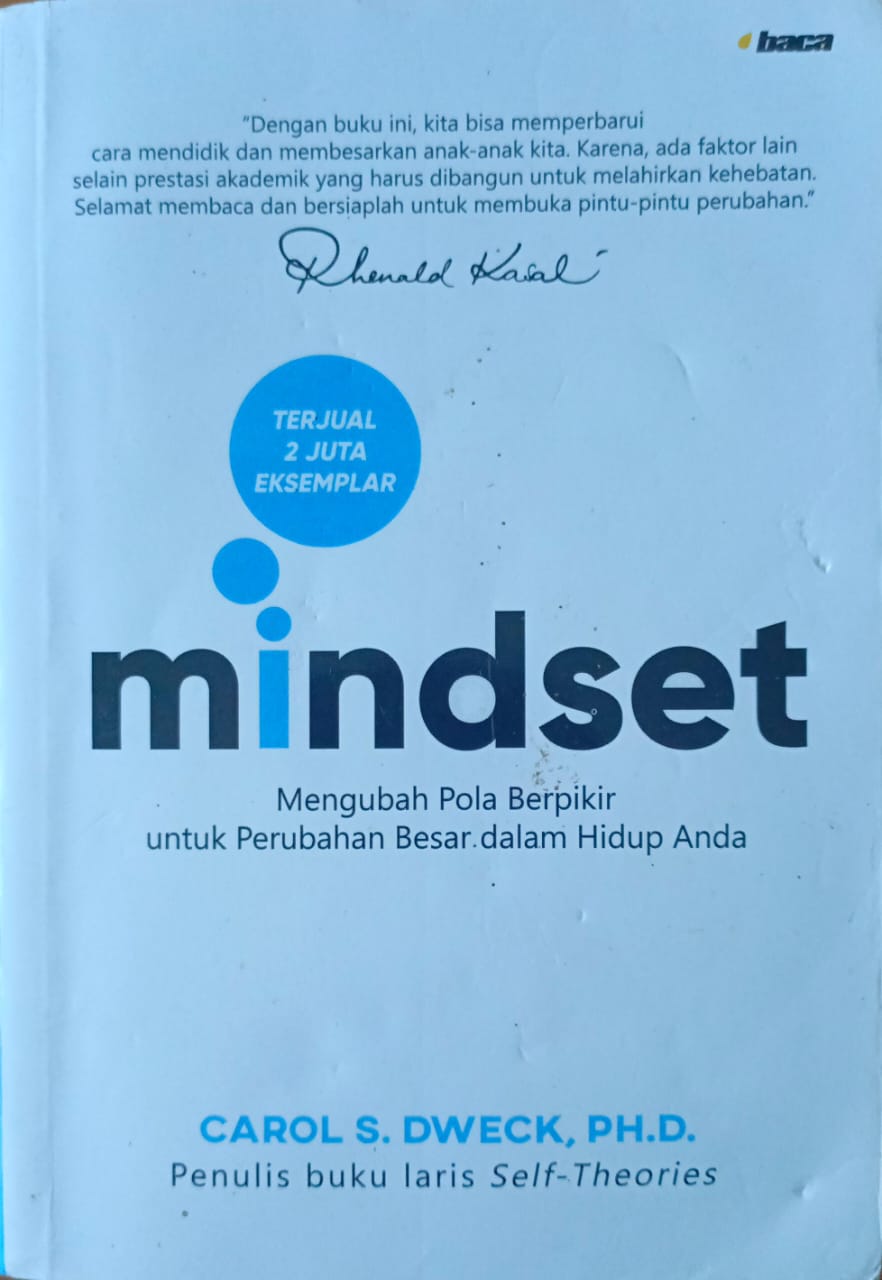 baca
"Dengan buku ini, kita bisa memperbarui
cara mendidik dan membesarkan anak-anak kita. Karena, ada faktor lain
selain prestasi akademik yang harus dibangun untuk melahirkan kehebatan.
Selamat membaca dan bersiaplah untuk membuka pintu-pintu perubahan."
Rhenald Kasali
TERJUAL
2 JUTA
EKSEMPLAR
mindset
Mengubah Pola Berpikir
untuk Perubahan Besar dalam Hidup Anda
CAROL S. DWECK, PH.D.
Penulis buku laris Self-Theories